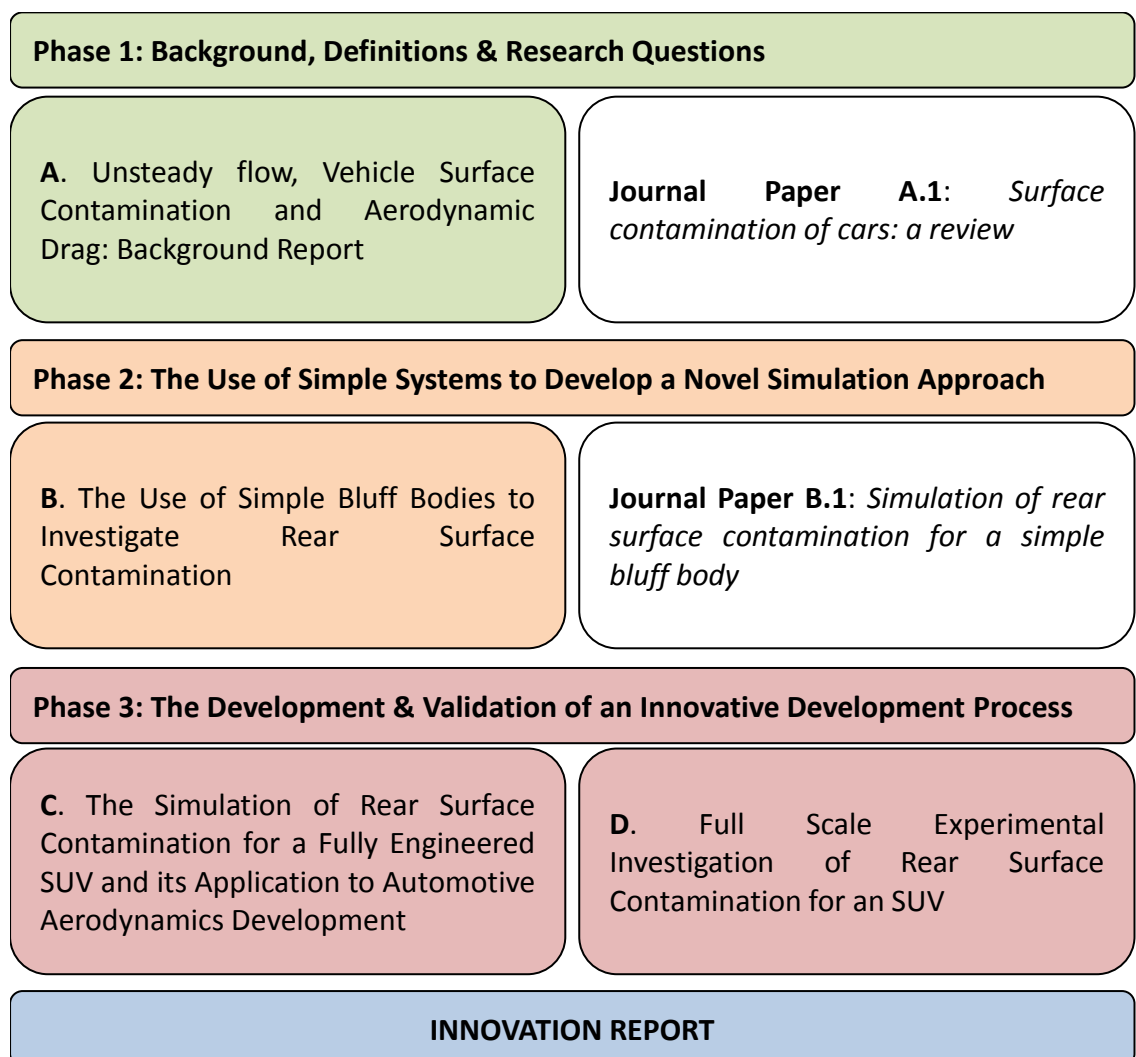 Phase 1: Background, Definitions & Research Questions
A. Unsteady flow, Vehicle Surface
Contamination and Aerodynamic
Drag: Background Report
Journal Paper A.1: Surface
contamination of cars: a review
Phase 2: The Use of Simple Systems to Develop a Novel Simulation Approach
B. The Use of Simple Bluff Bodies to
Investigate Rear Surface
Contamination
Journal Paper B.1: Simulation of rear
surface contamination for a simple
bluff body
Phase 3: The Development & Validation of an Innovative Development Process
C. The Simulation of Rear Surface
Contamination for a Fully Engineered
SUV and its Application to Automotive
Aerodynamics Development
D. Full Scale Experimental
Investigation of Rear Surface
Contamination for an SUV
INNOVATION REPORT